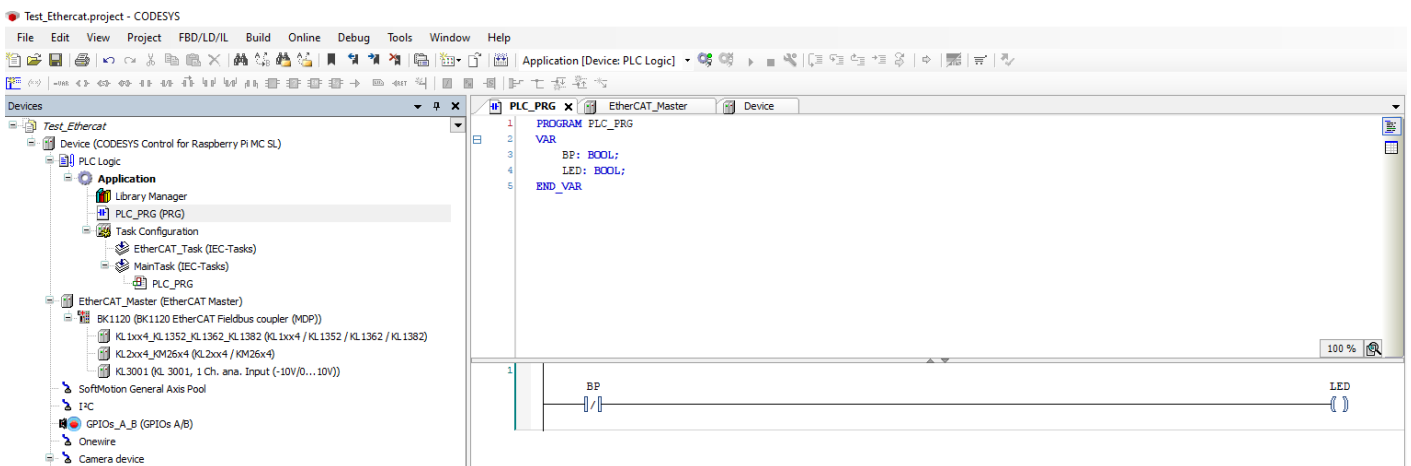 Test_Ethercat.project - CODESYS
File Edit View Project FBD/LD/IL Build Online Debug Tools Window Help
Application [Device: PLC Logic]
Devices
PLC_PRG EtherCAT_Master Device
Test_Ethercat
Device (CODESYS Control for Raspberry Pi MC SL)
PLC Logic
Application
Library Manager
PLC_PRG (PRG)
Task Configuration
EtherCAT_Task (IEC-Tasks)
MainTask (IEC-Tasks)
PLC_PRG
EtherCAT_Master (EtherCAT Master)
BK1120 (BK1120 EtherCAT Fieldbus coupler (MDP))
KL1xx4_KL1352_KL1362_KL1382 (KL1xx4 / KL1352 / KL1362 / KL1382)
KL2xx4_KM26x4 (KL2xx4 / KM26x4)
KL3001 (KL 3001, 1 Ch. ana. Input (-10V/0...10V))
SoftMotion General Axis Pool
I²C
GPIOs_A_B (GPIOs A/B)
Onewire
Camera device
1 PROGRAM PLC_PRG
2 VAR
3 BP: BOOL;
4 LED: BOOL;
5 END_VAR
100 %
1
BP LED